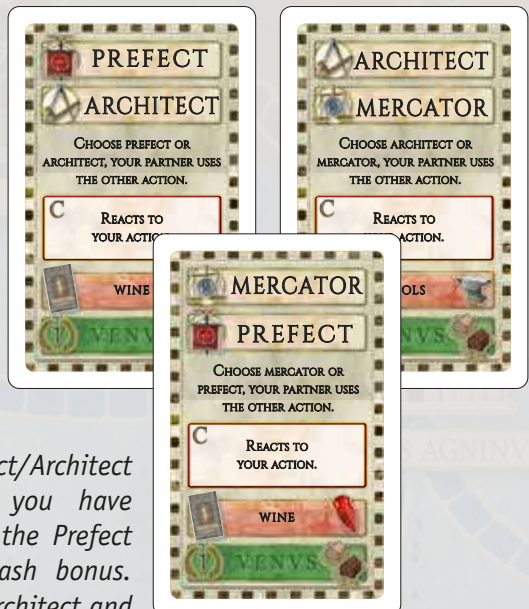 PREFECT
ARCHITECT
CHOOSE PREFECT OR
ARCHITECT, YOUR PARTNER USES
THE OTHER ACTION.
C
REACTS TO
YOUR
WINE
I
ARCHITECT
MERCATOR
CHOOSE ARCHITECT OR
MERCATOR, YOUR PARTNER USES
THE OTHER ACTION.
C
REACTS TO
ACTION.
MERCATOR
PREFECT
CHOOSE MERCATOR OR
PREFECT, YOUR PARTNER USES
THE OTHER ACTION.
C
REACTS TO
YOUR ACTION.
WINE
I VENVS
ct/Architect
you have
the Prefect
ash bonus.
rchitect and
S AGNINV